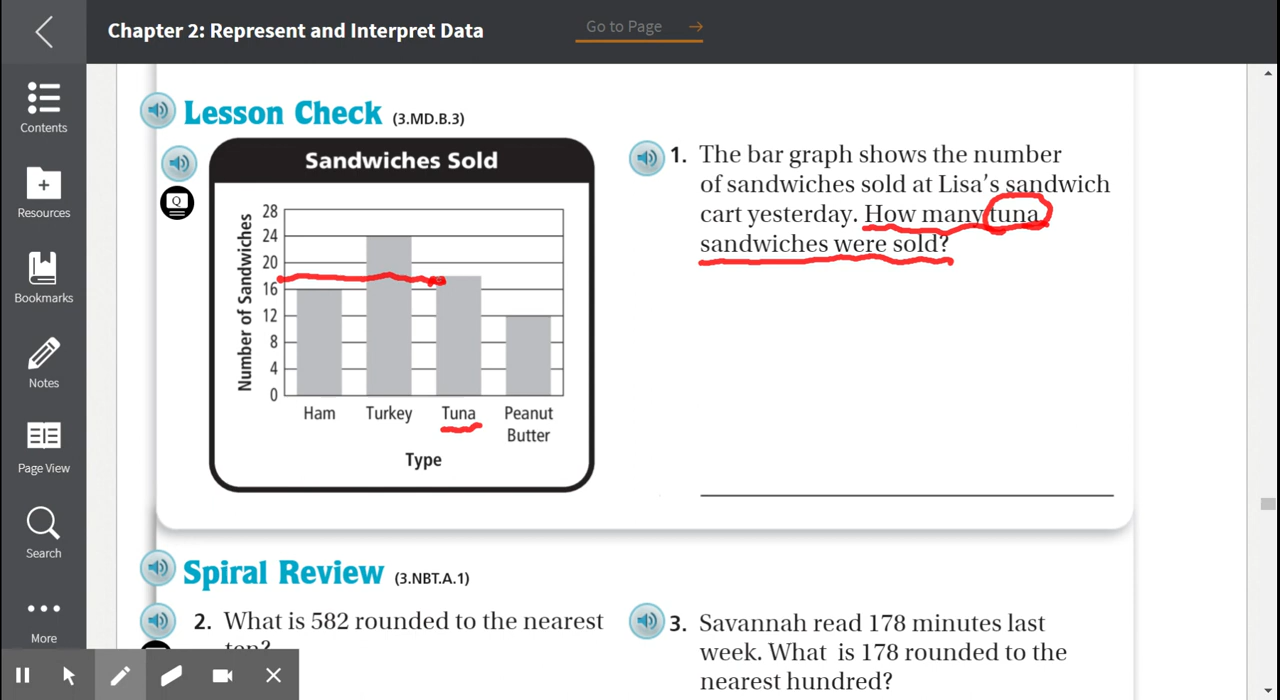 Chapter 2: Represent and Interpret Data
Go to Page
Contents
Resources
Bookmarks
Notes
Page View
Search
More
Lesson Check (3.MD.B.3)
Q
Sandwiches Sold
Number of Sandwiches
28
24
20
16
12
8
4
0
Ham Turkey Tuna Peanut
Butter
Type
1. The bar graph shows the number
of sandwiches sold at Lisa's sandwich
cart yesterday. How many tuna
sandwiches were sold?
Spiral Review (3.NBT.A.1)
2. What is 582 rounded to the nearest
ten?
3. Savannah read 178 minutes last
week. What is 178 rounded to the
nearest hundred?